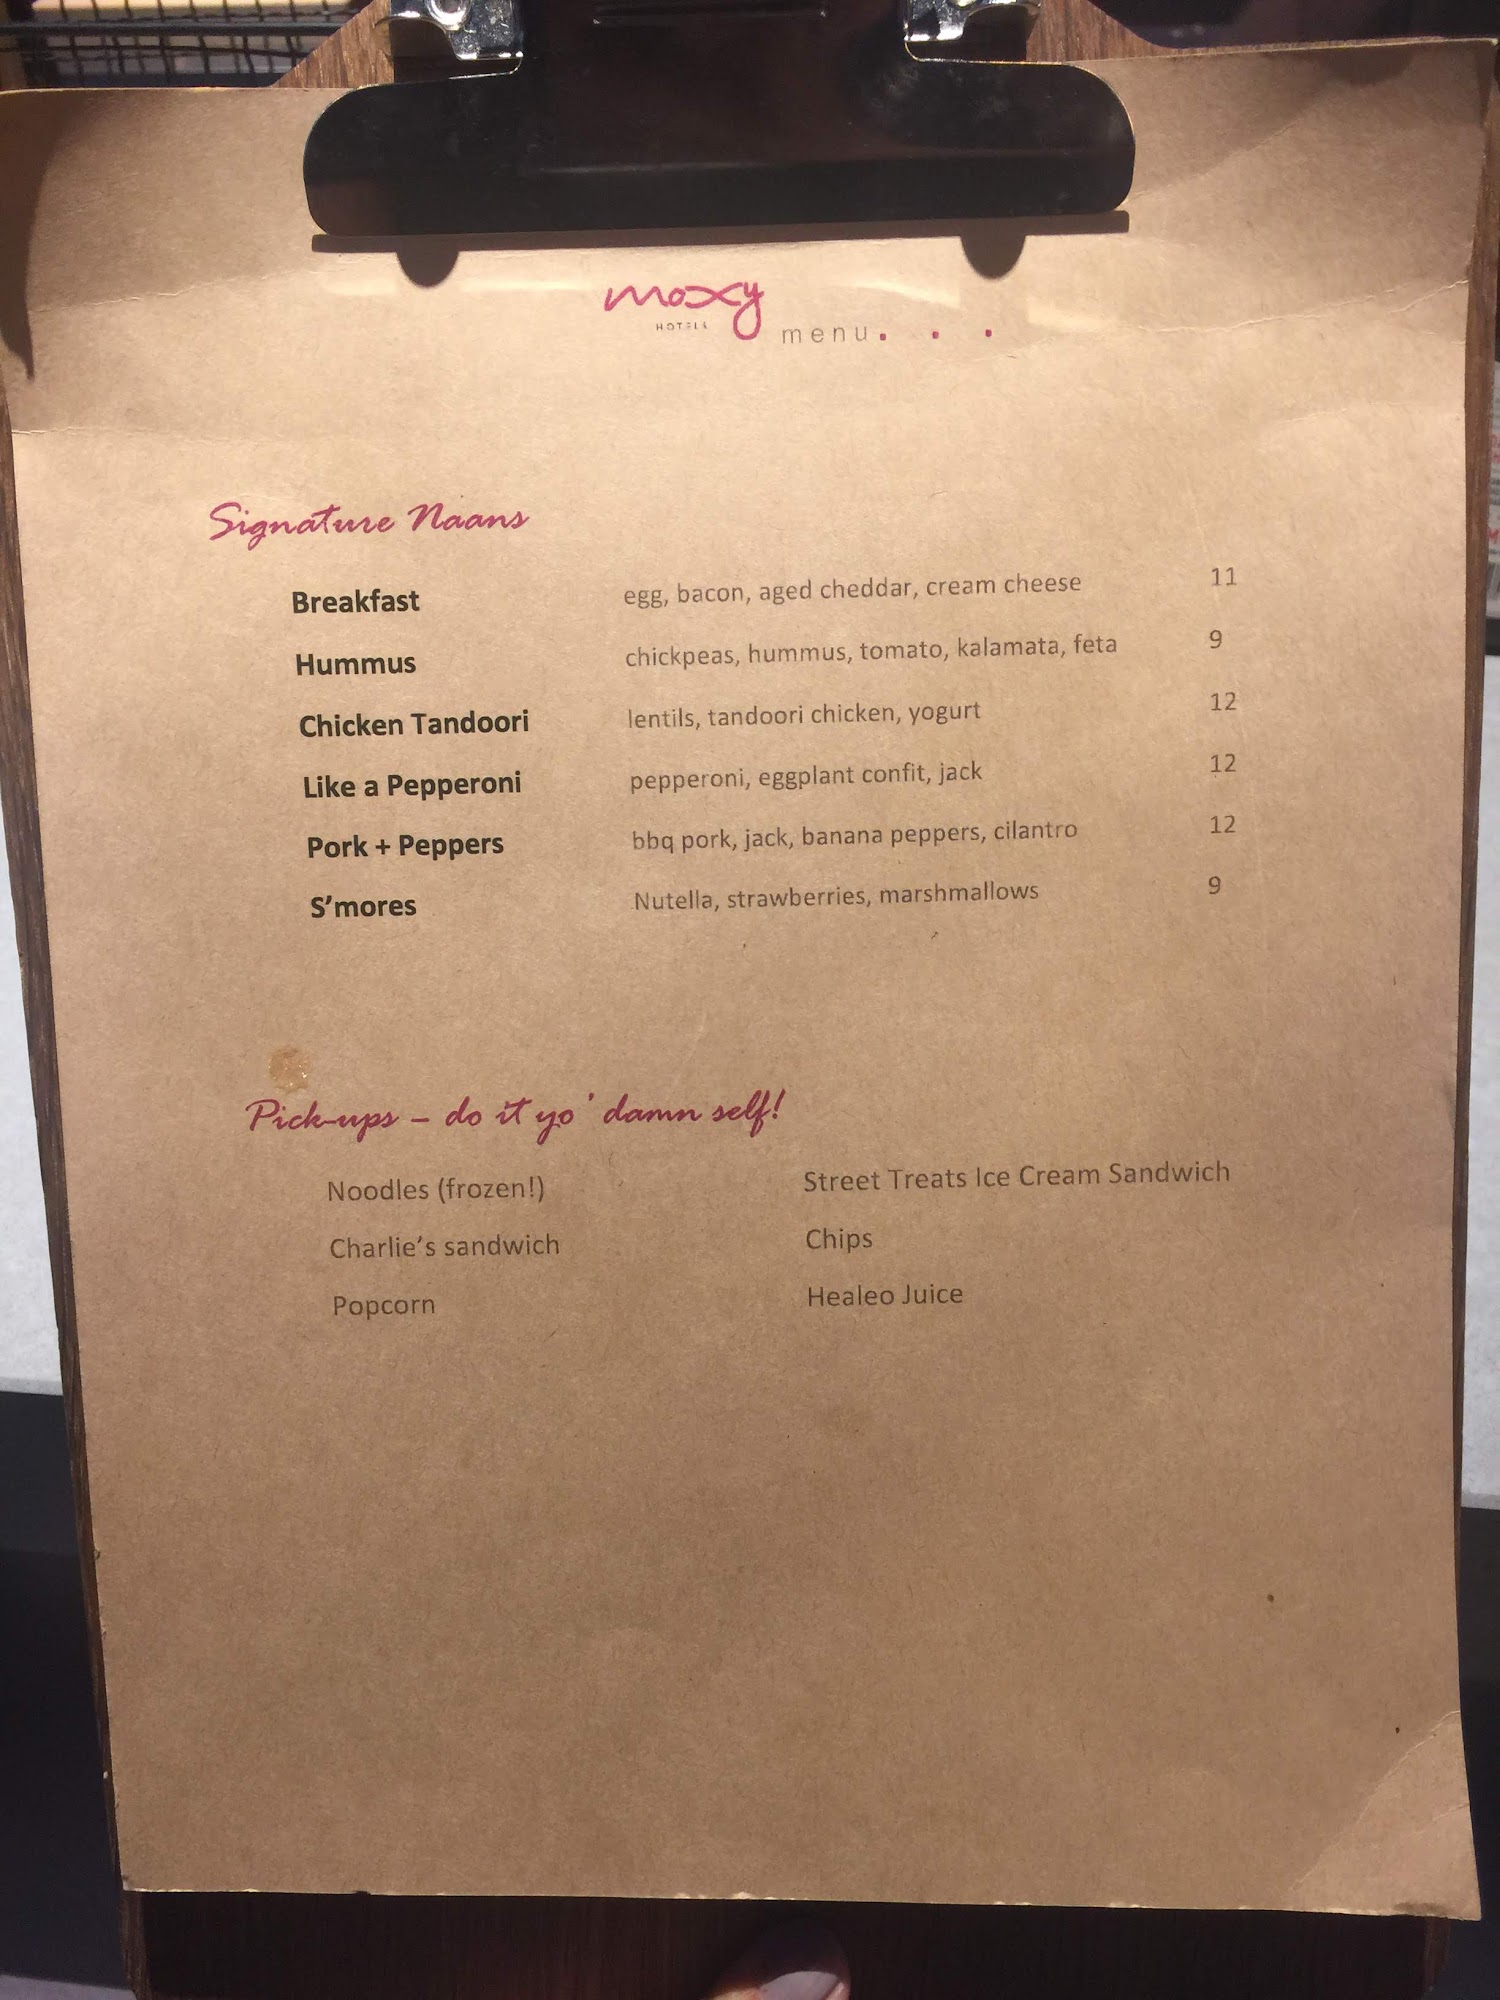 moxy
HOTELS
menu. . .
Signature Naans
Breakfast egg, bacon, aged cheddar, cream cheese 11
Hummus chickpeas, hummus, tomato, kalamata, feta 9
Chicken Tandoori lentils, tandoori chicken, yogurt 12
Like a Pepperoni pepperoni, eggplant confit, jack 12
Pork + Peppers bbq pork, jack, banana peppers, cilantro 12
S’mores Nutella, strawberries, marshmallows 9
Pick-ups – do it yo’ damn self!
Noodles (frozen!) Street Treats Ice Cream Sandwich
Charlie’s sandwich Chips
Popcorn Healeo Juice